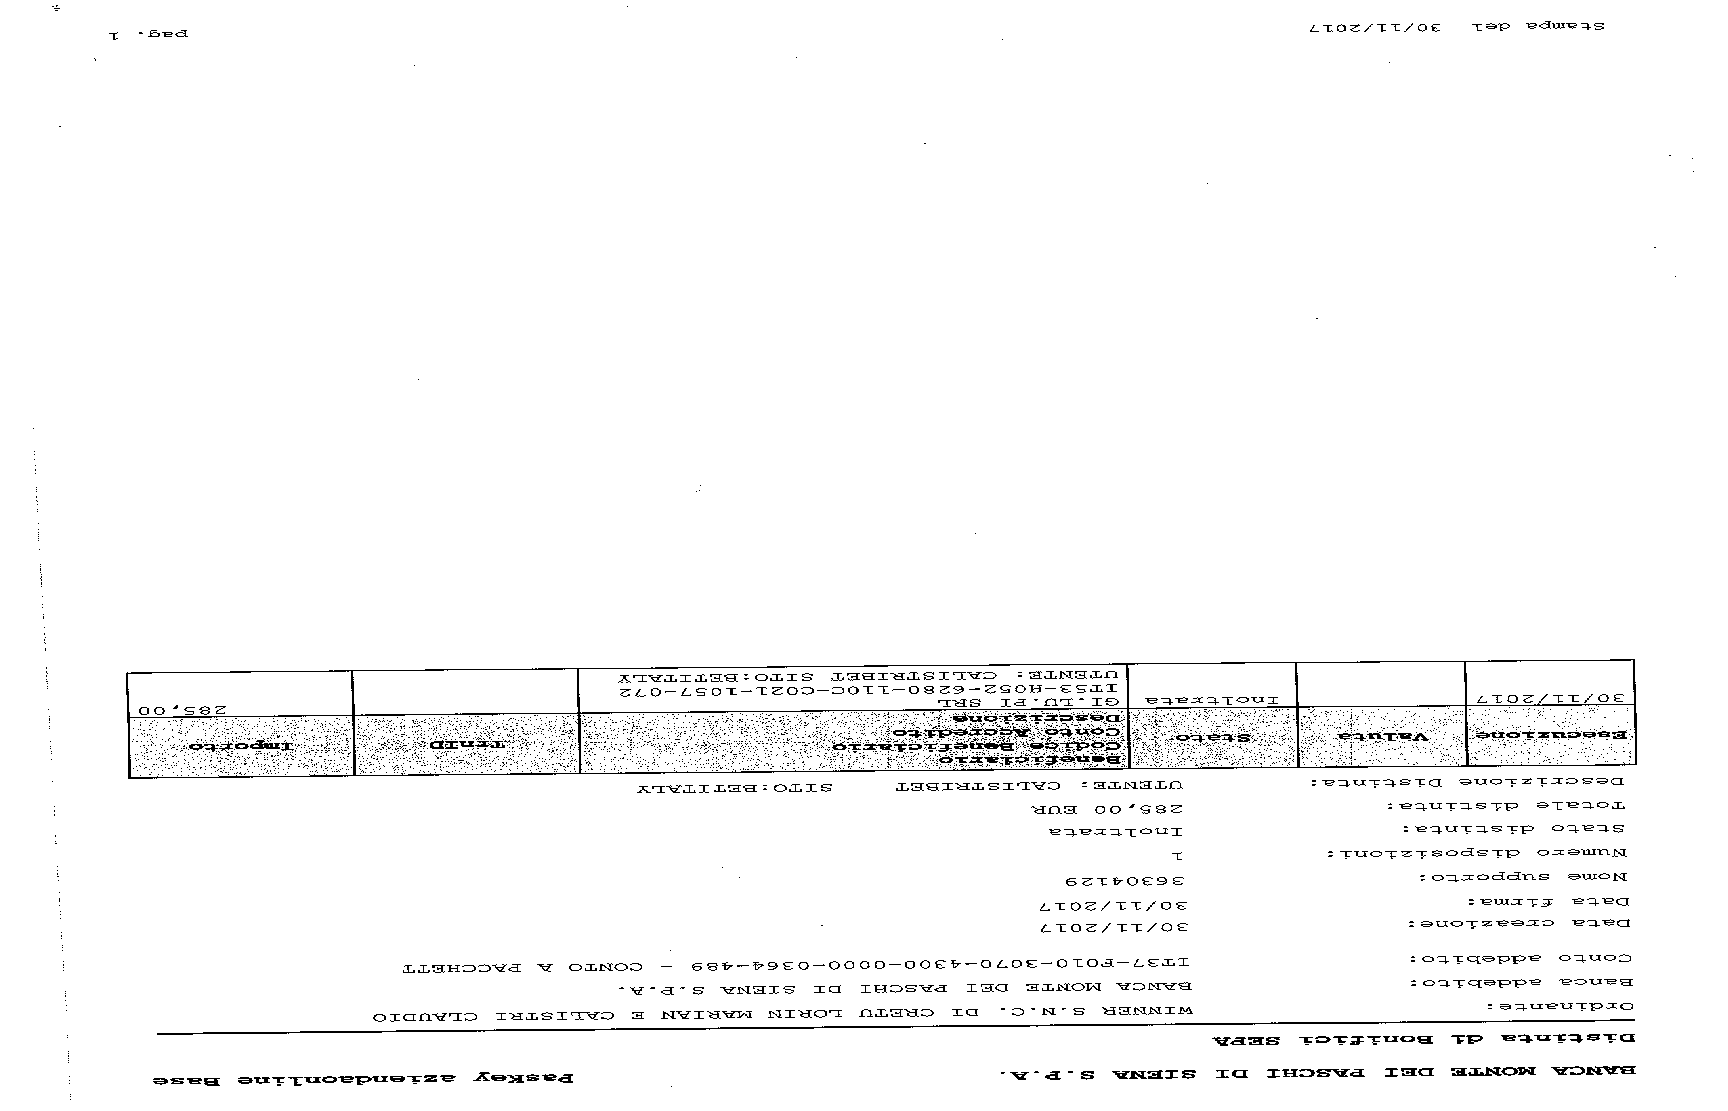 BANCA MONTE DEI PASCHI DI SIENA S.P.A. PasKey aziendaonline Base
Distinta di Bonifici SEPA
Ordinante: WINNER S.N.C. DI CRETU LORIN MARIAN E CALISTRI CLAUDIO
Banca addebito: BANCA MONTE DEI PASCHI DI SIENA S.P.A.
Conto addebito: IT37-F010-3070-4300-0000-0364-489 - CONTO A PACCHETT
Data creazione: 30/11/2017
Data firma: 30/11/2017
Nome supporto: 36304129
Numero disposizioni: 1
Stato distinta: Inoltrata
Totale distinta: 285,00 EUR
Descrizione Distinta: UTENTE: CALISTRIBET SITO:BETITALY
Esecuzione Valuta Stato Beneficiario Codice Beneficiario Conto Accredito Descrizione TrnID Importo
30/11/2017 Inoltrata GI.LU.PI SRL 285,00
IT53-H052-6280-110C-C021-1057-072
UTENTE: CALISTRIBET SITO:BETITALY
Stampa del 30/11/2017 pag. 1